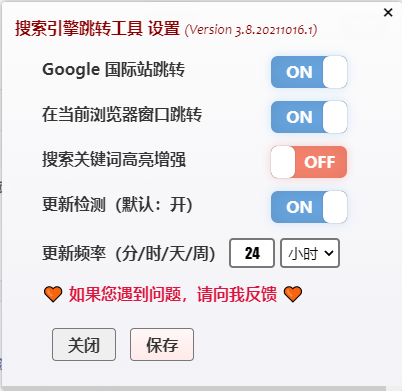 搜索引擎跳转工具 设置 (Version 3.8.20211016.1)
Google 国际站跳转 ON
在当前浏览器窗口跳转 ON
搜索关键词高亮增强 OFF
更新检测（默认：开） ON
更新频率（分/时/天/周） 24 小时
如果您遇到问题，请向我反馈
关闭 保存